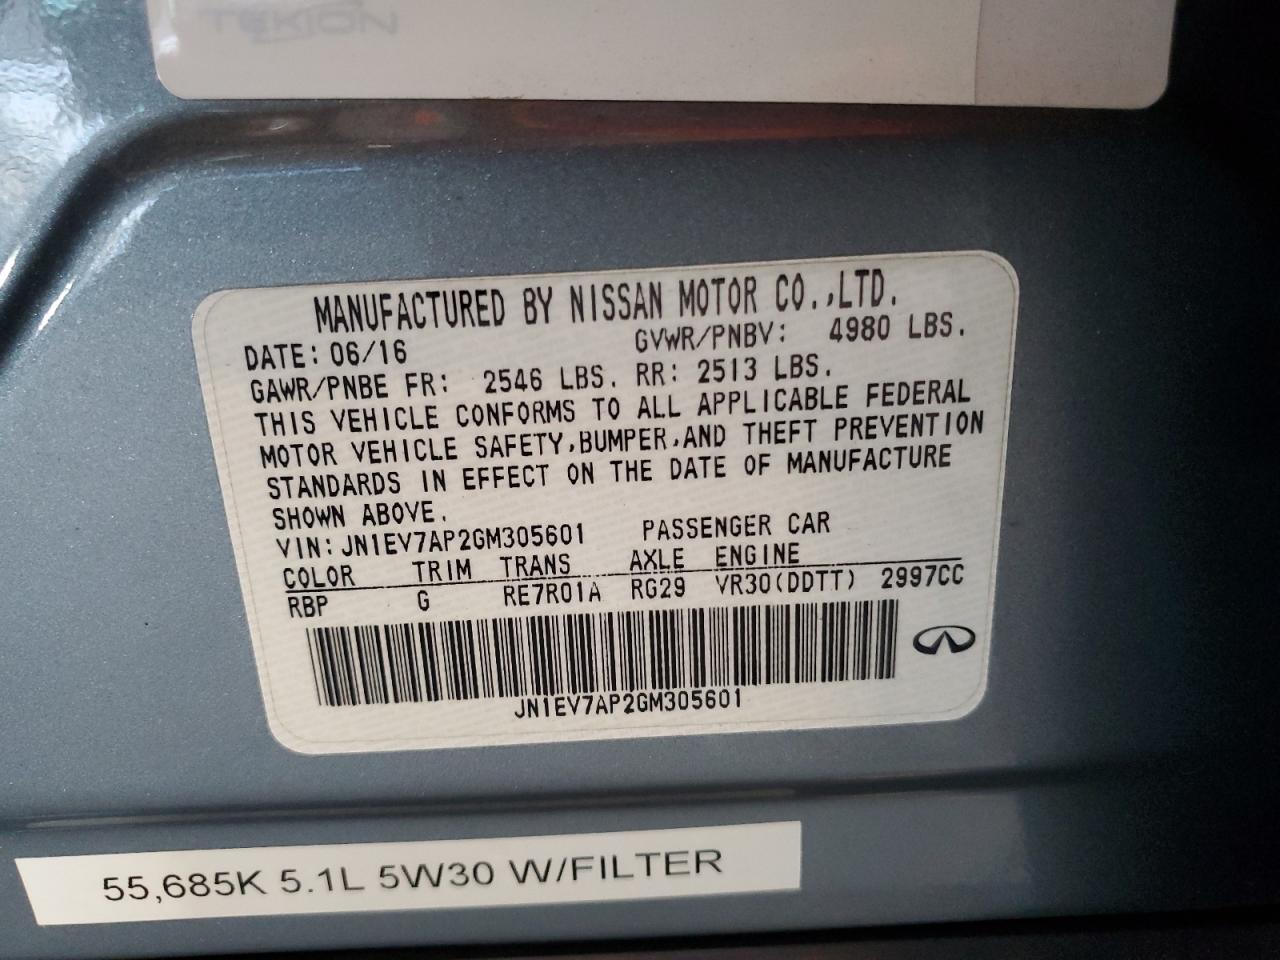 TEKION
MANUFACTURED BY NISSAN MOTOR CO.,LTD.
DATE: 06/16 GVWR/PNBV: 4980 LBS.
GAWR/PNBE FR: 2546 LBS. RR: 2513 LBS.
THIS VEHICLE CONFORMS TO ALL APPLICABLE FEDERAL
MOTOR VEHICLE SAFETY,BUMPER,AND THEFT PREVENTION
STANDARDS IN EFFECT ON THE DATE OF MANUFACTURE
SHOWN ABOVE.
VIN: JN1EV7AP2GM305601 PASSENGER CAR
COLOR TRIM TRANS AXLE ENGINE
RBP G RE7R01A RG29 VR30(DDTT) 2997CC
JN1EV7AP2GM305601
55,685K 5.1L 5W30 W/FILTER